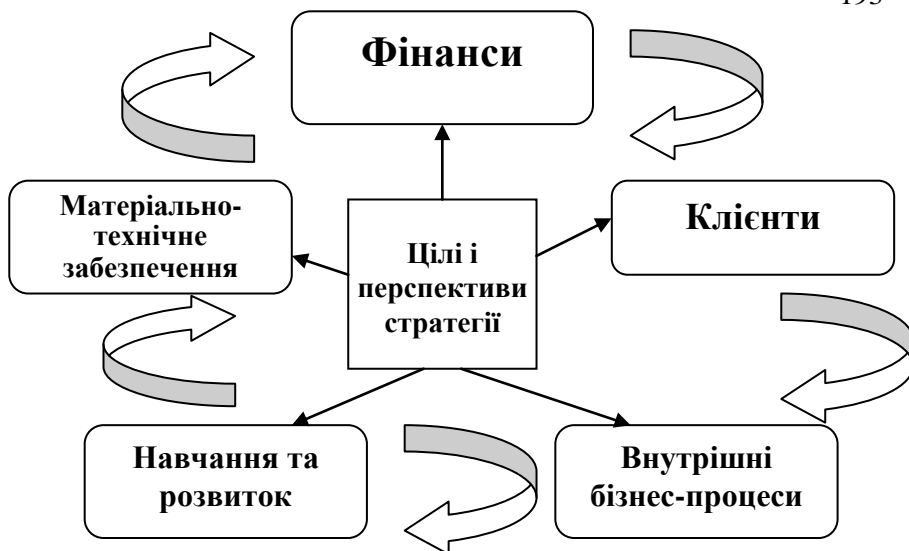 Фінанси
Матеріально-
технічне
забезпечення
Клієнти
Цілі і
перспективи
стратегії
Навчання та
розвиток
Внутрішні
бізнес-процеси